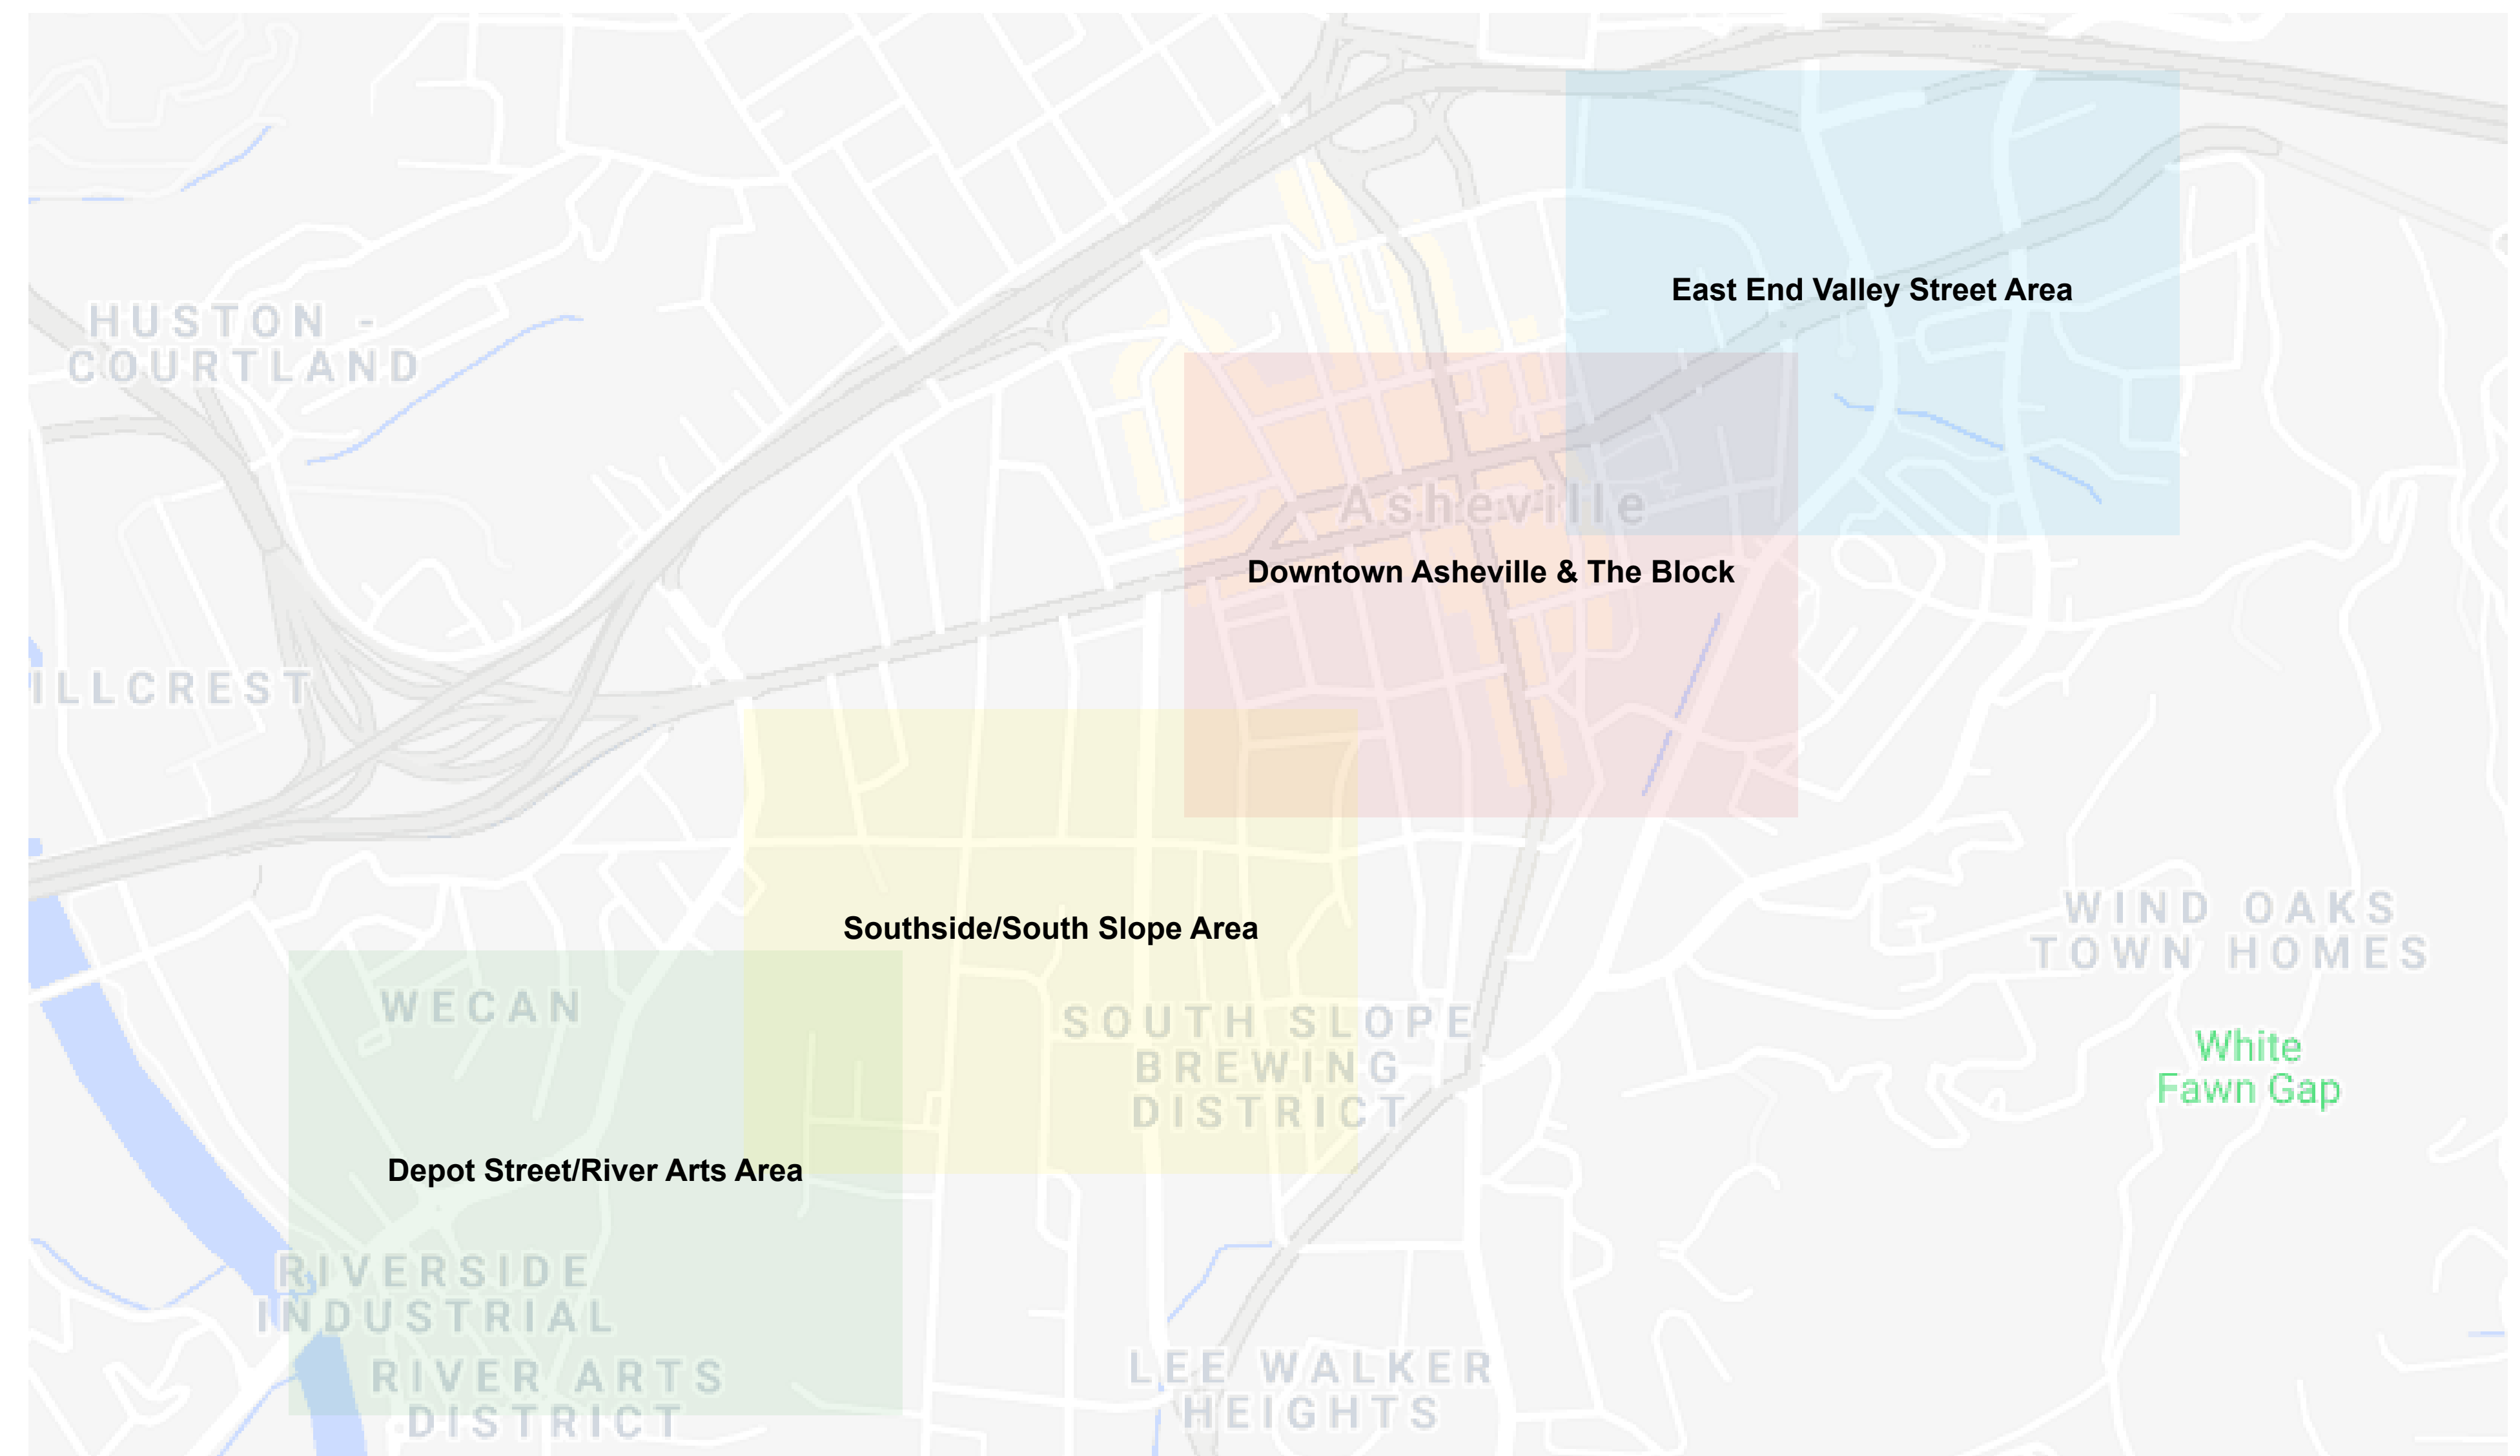 HUSTON -
COURTLAND
East End Valley Street Area
Asheville
Downtown Asheville & The Block
ILLCREST
Southside/South Slope Area
WIND OAKS
TOWN HOMES
WECAN
SOUTH SLOPE
BREWING
DISTRICT
White
Fawn Gap
Depot Street/River Arts Area
RIVERSIDE
INDUSTRIAL
RIVER ARTS
DISTRICT
LEE WALKER
HEIGHTS